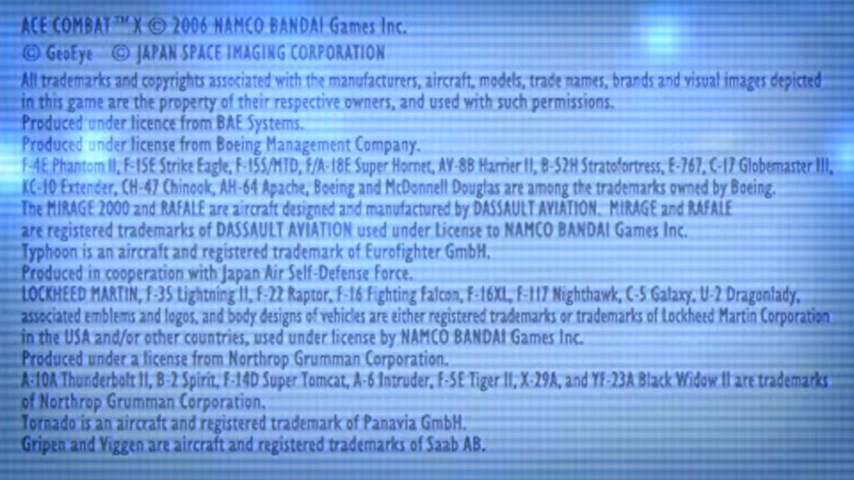 ACE COMBAT™ X © 2006 NAMCO BANDAI Games Inc.
© GeoEye © JAPAN SPACE IMAGING CORPORATION
All trademarks and copyrights associated with the manufacturers, aircraft, models, trade names, brands and visual images depicted
in this game are the property of their respective owners, and used with such permissions.
Produced under licence from BAE Systems.
Produced under license from Boeing Management Company.
F-4E Phantom II, F-15E Strike Eagle, F-15S/MTD, F/A-18E Super Hornet, AV-8B Harrier II, B-52H Stratofortress, E-767, C-17 Globemaster III,
KC-10 Extender, CH-47 Chinook, AH-64 Apache, Boeing and McDonnell Douglas are among the trademarks owned by Boeing.
The MIRAGE 2000 and RAFALE are aircraft designed and manufactured by DASSAULT AVIATION. MIRAGE and RAFALE
are registered trademarks of DASSAULT AVIATION used under License to NAMCO BANDAI Games Inc.
Typhoon is an aircraft and registered trademark of Eurofighter GmbH.
Produced in cooperation with Japan Air Self-Defense Force.
LOCKHEED MARTIN, F-35 Lightning II, F-22 Raptor, F-16 Fighting Falcon, F-16XL, F-117 Nighthawk, C-5 Galaxy, U-2 Dragonlady,
associated emblems and logos, and body designs of vehicles are either registered trademarks or trademarks of Lockheed Martin Corporation
in the USA and/or other countries, used under license by NAMCO BANDAI Games Inc.
Produced under a license from Northrop Grumman Corporation.
A-10A Thunderbolt II, B-2 Spirit, F-14D Super Tomcat, A-6 Intruder, F-5E Tiger II, X-29A, and YF-23A Black Widow II are trademarks
of Northrop Grumman Corporation.
Tornado is an aircraft and registered trademark of Panavia GmbH.
Gripen and Viggen are aircraft and registered trademarks of Saab AB.